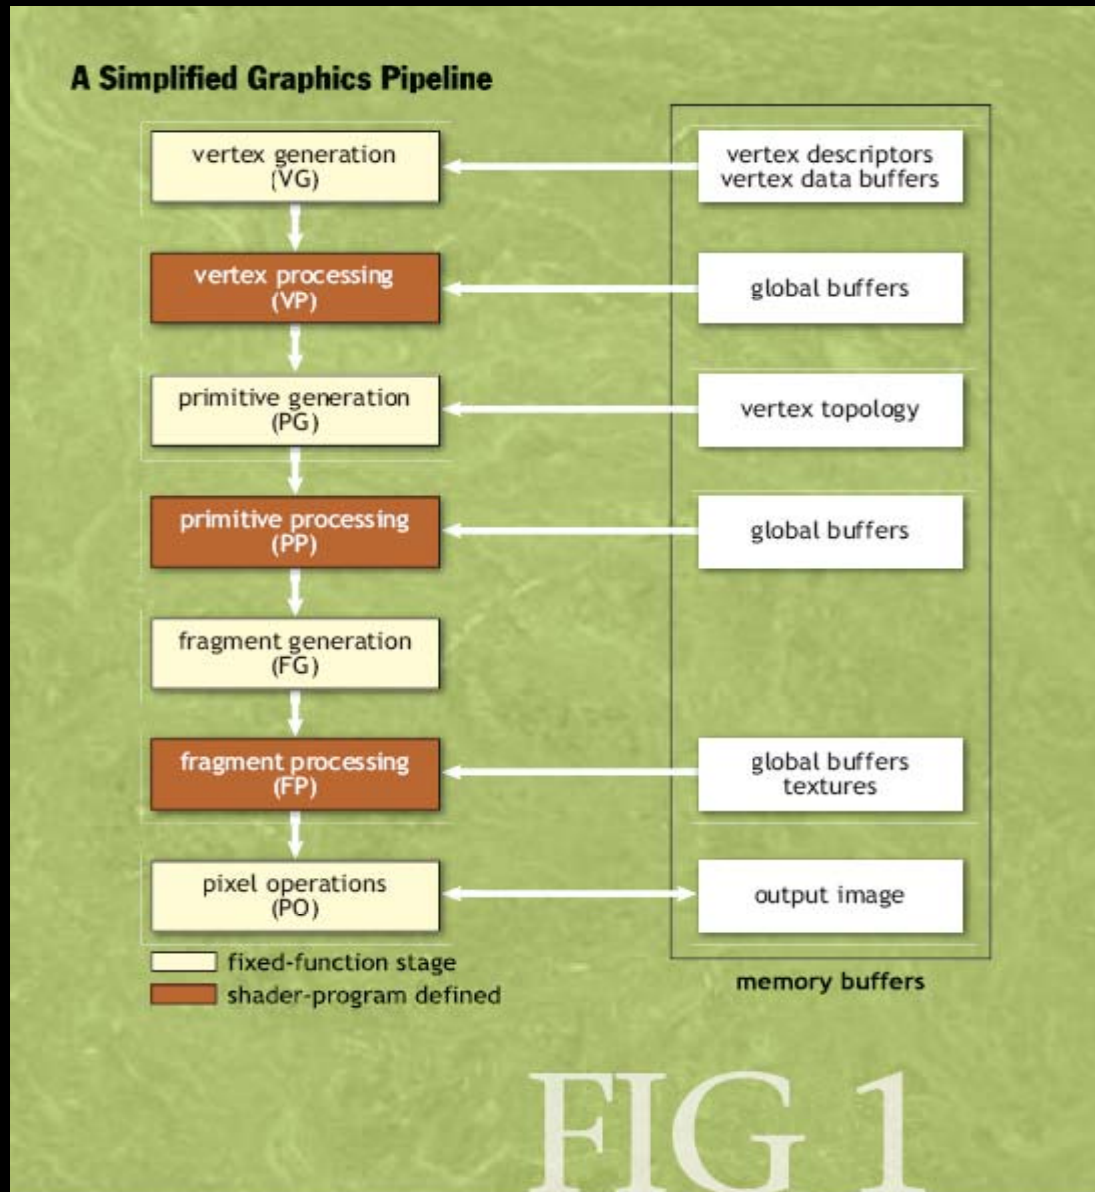 A Simplified Graphics Pipeline
vertex generation
(VG)
vertex descriptors
vertex data buffers
vertex processing
(VP)
global buffers
primitive generation
(PG)
vertex topology
primitive processing
(PP)
global buffers
fragment generation
(FG)
fragment processing
(FP)
global buffers
textures
pixel operations
(PO)
output image
fixed-function stage
shader-program defined
memory buffers
FIG 1